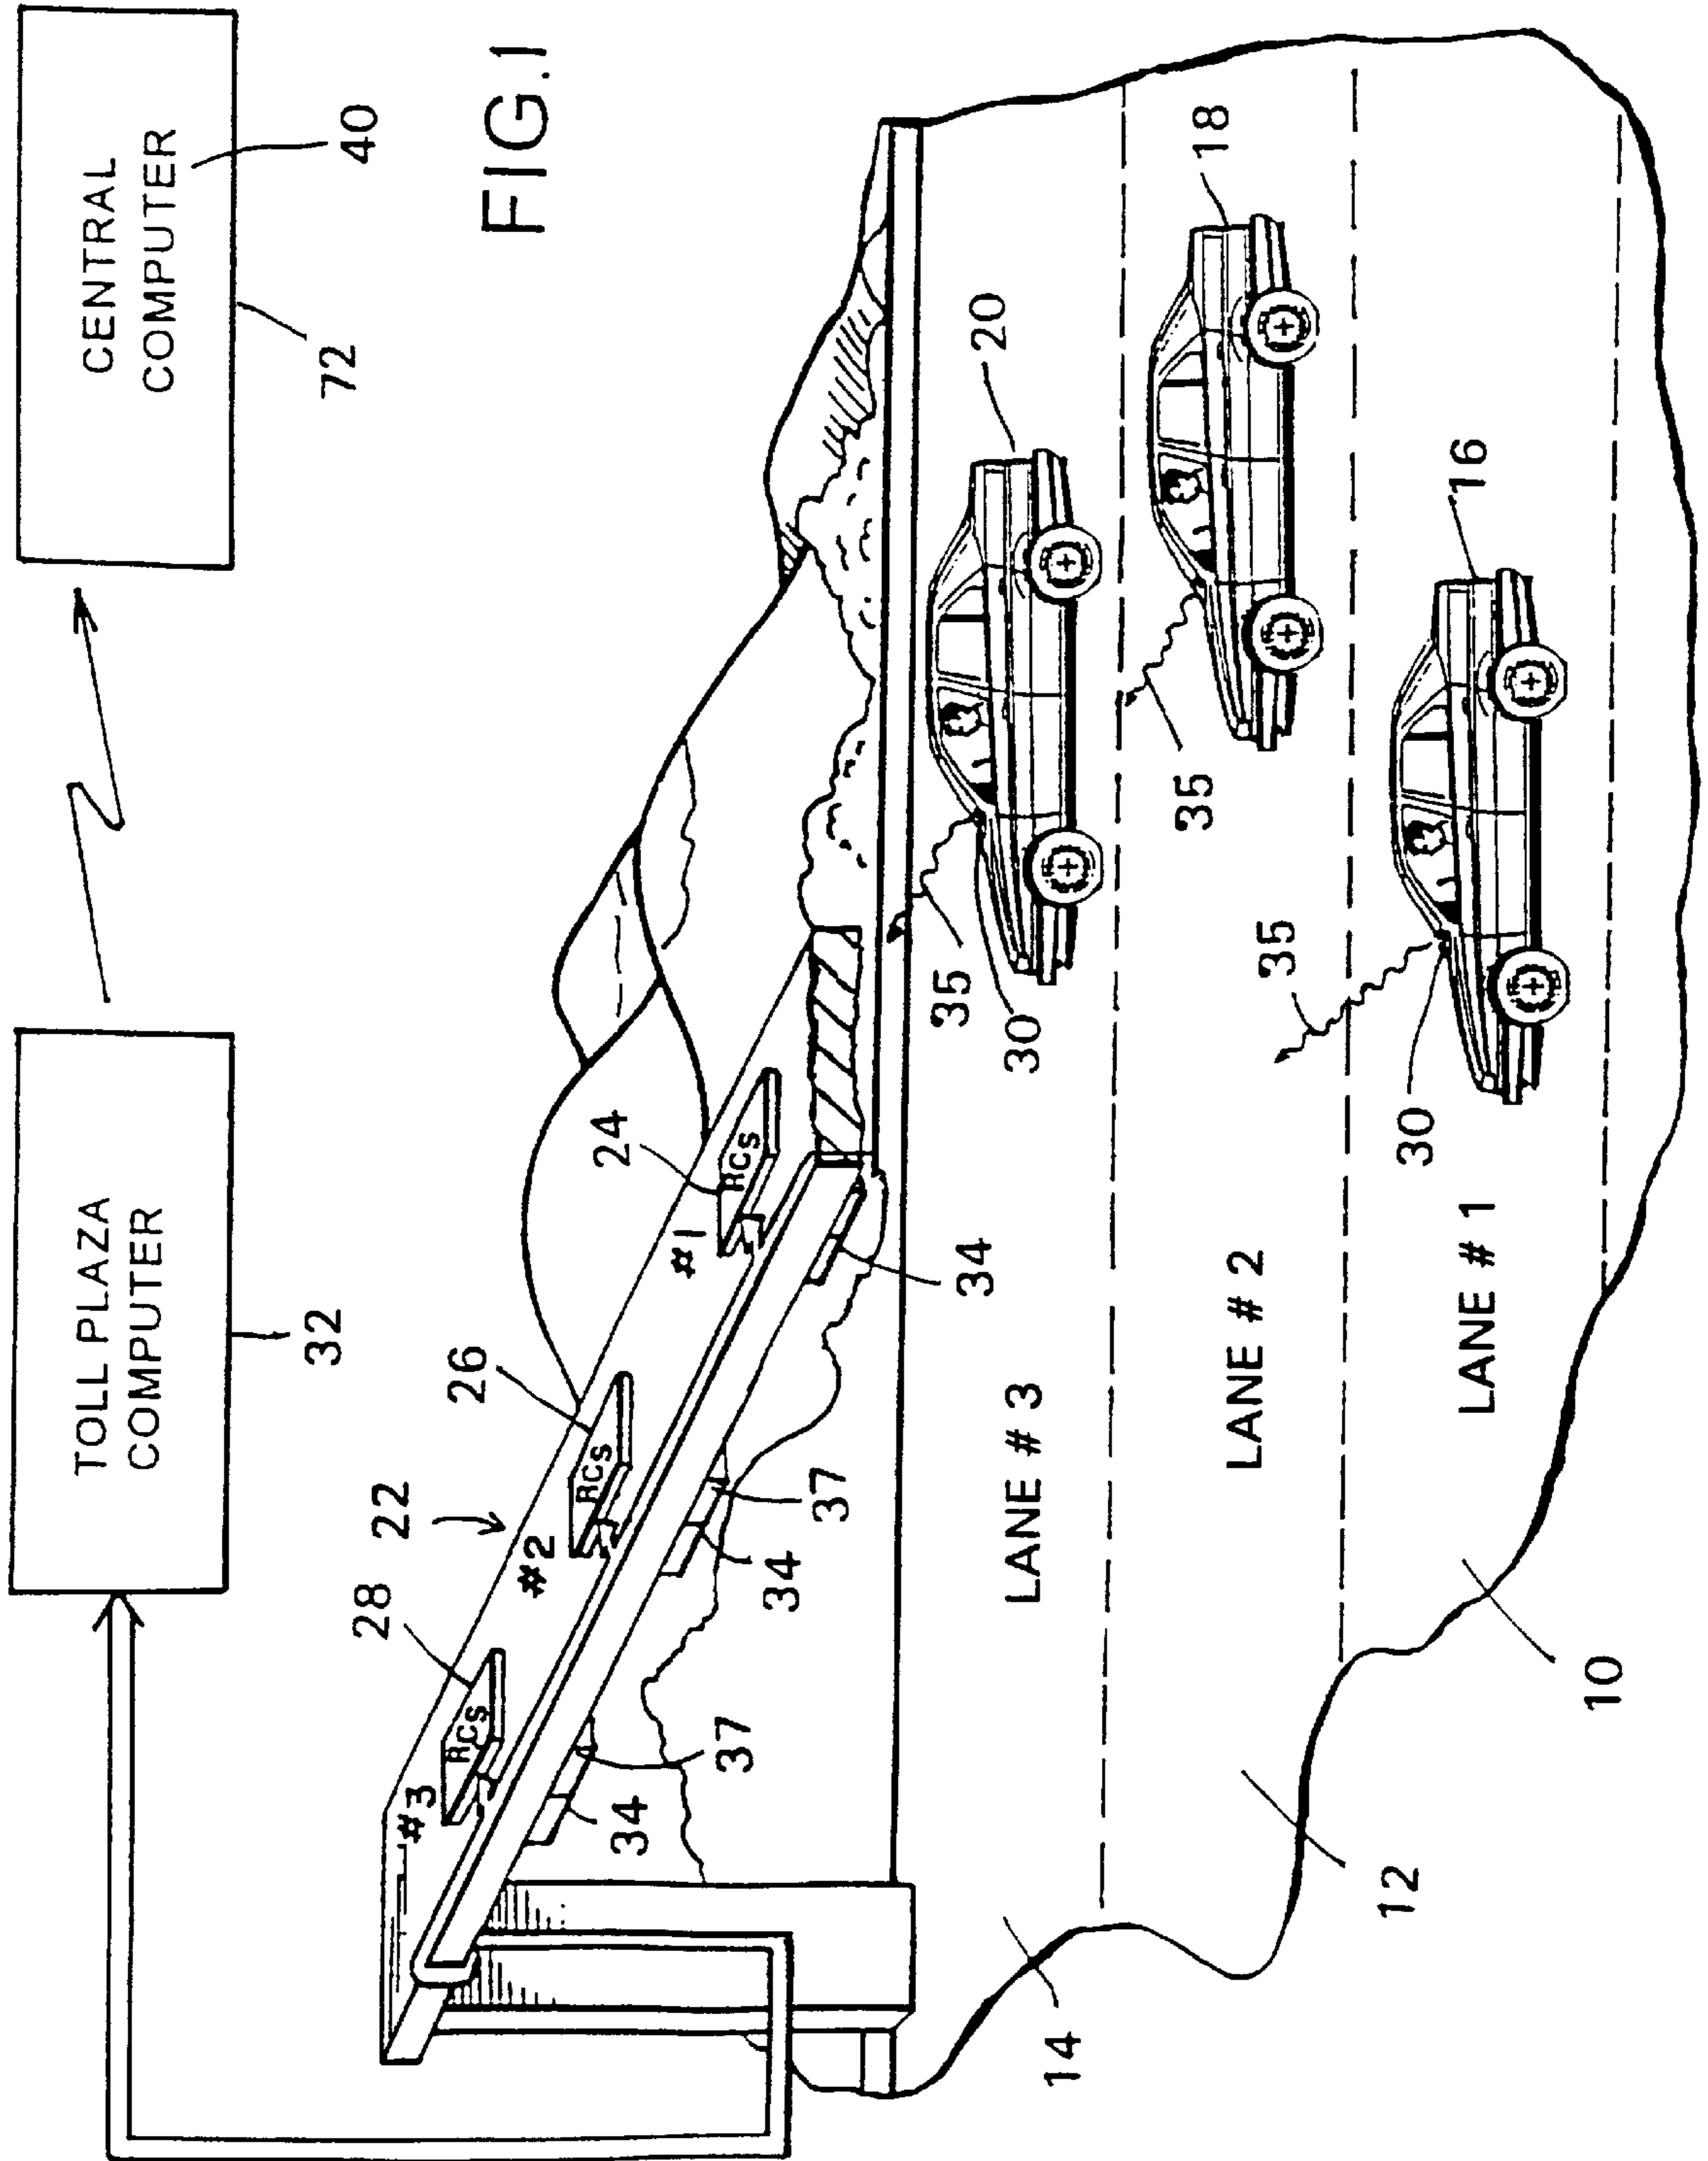 TOLL PLAZA
COMPUTER
32
CENTRAL
COMPUTER
40
72
FIG.1
28
22
26
24
#3
RCS
#2
RCS
#1
RCS
34
37
34
37
34
35
30
20
18
35
35
30
16
LANE #3
LANE #2
LANE #1
14
12
10